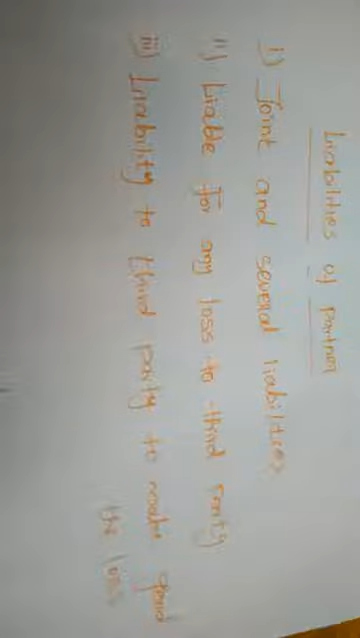 Liabilities of partner
i) Joint and several liabilities
ii) Liable for any loss to third party
iii) Liability to third party to make good
the loss